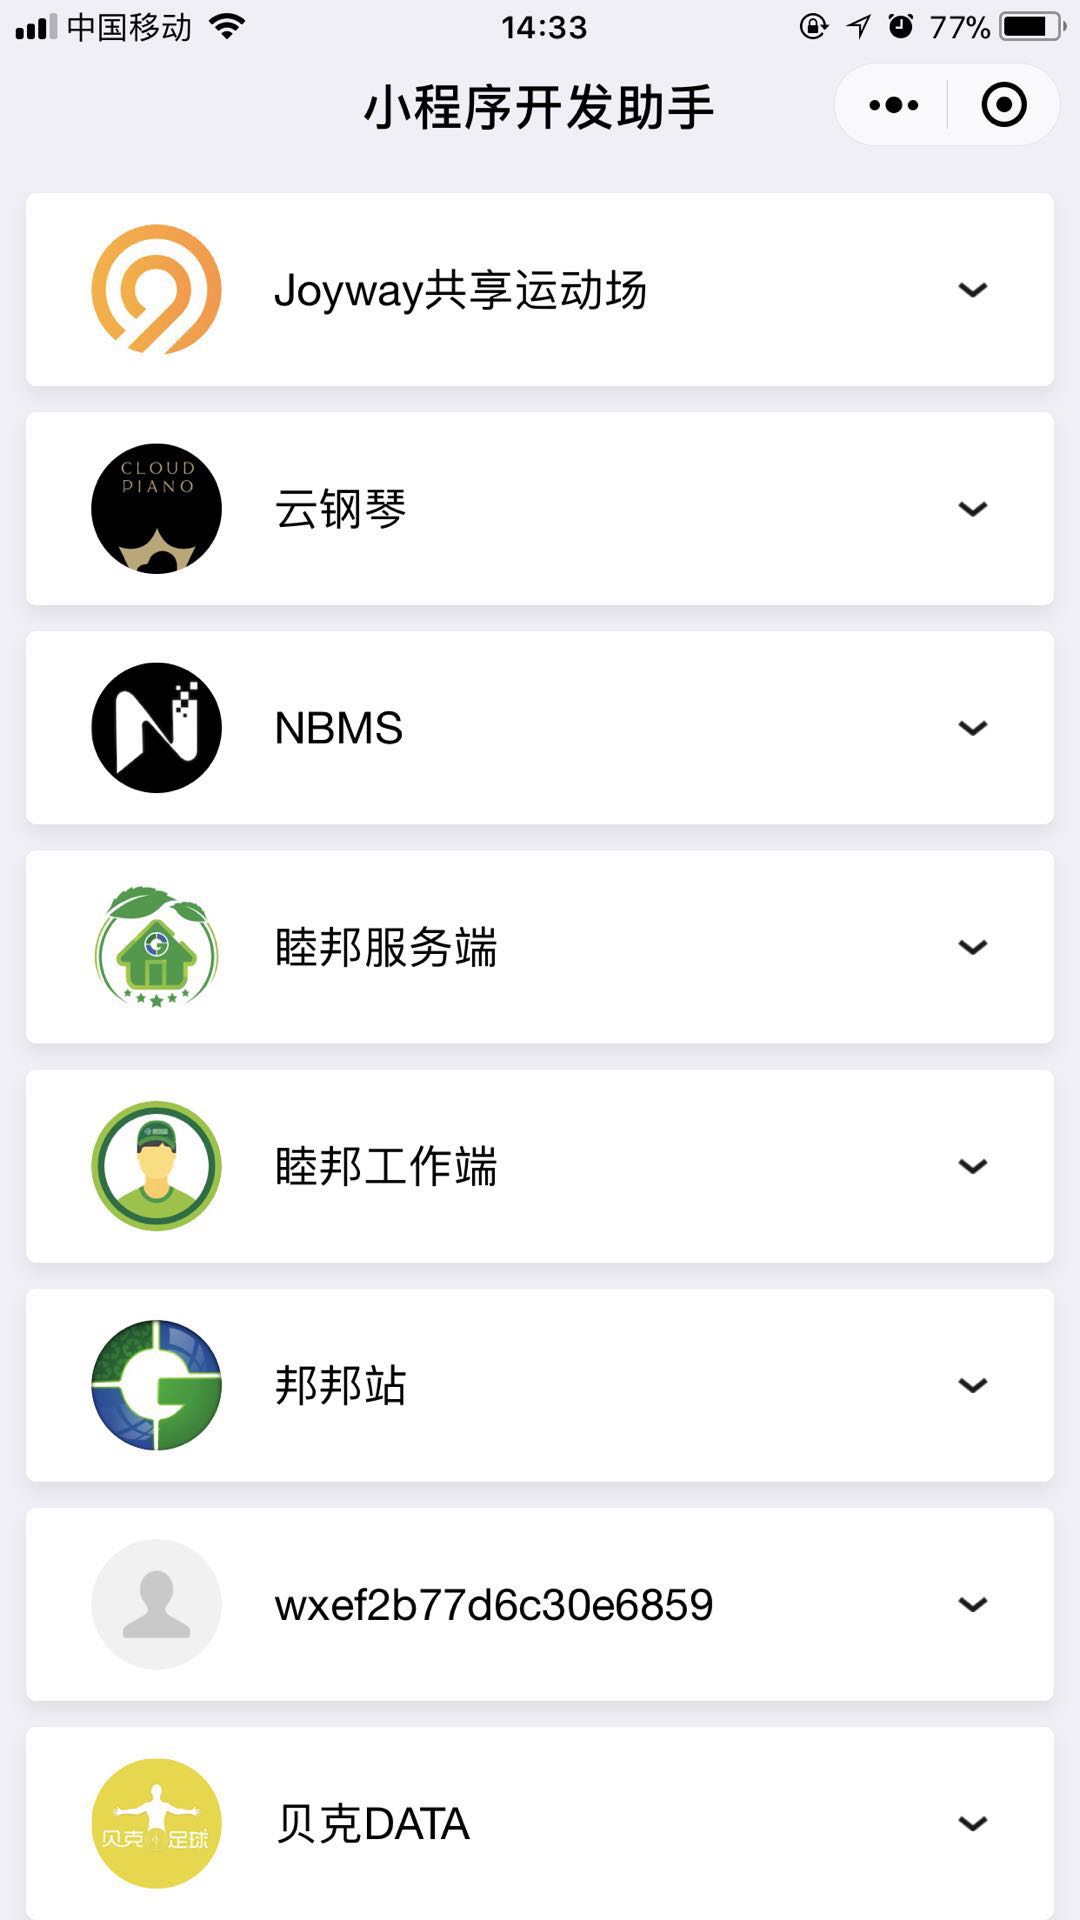 中国移动
14:33
77%
小程序开发助手
Joyway共享运动场
CLOUD
PIANO
云钢琴
NBMS
睦邦服务端
睦邦工作端
邦邦站
wxef2b77d6c30e6859
贝克足球
贝克DATA